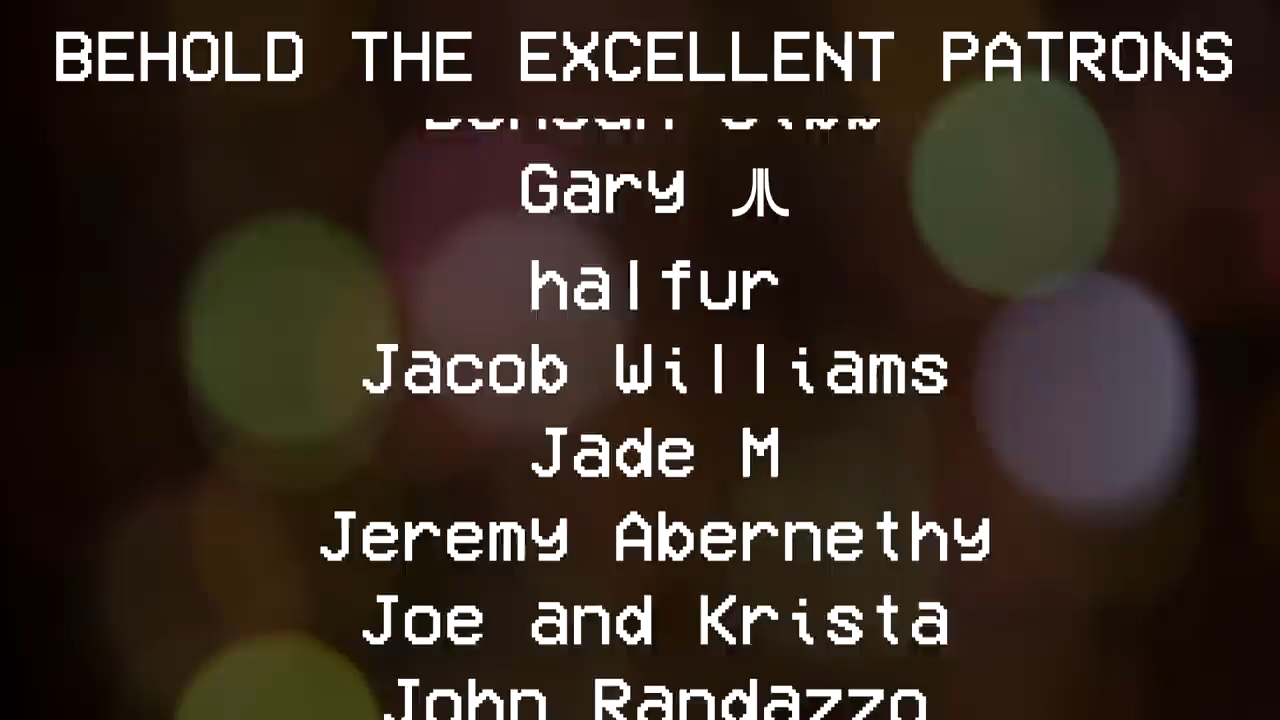 BEHOLD THE EXCELLENT PATRONS
Gary
halfur
Jacob Williams
Jade M
Jeremy Abernethy
Joe and Krista
John Randazzo